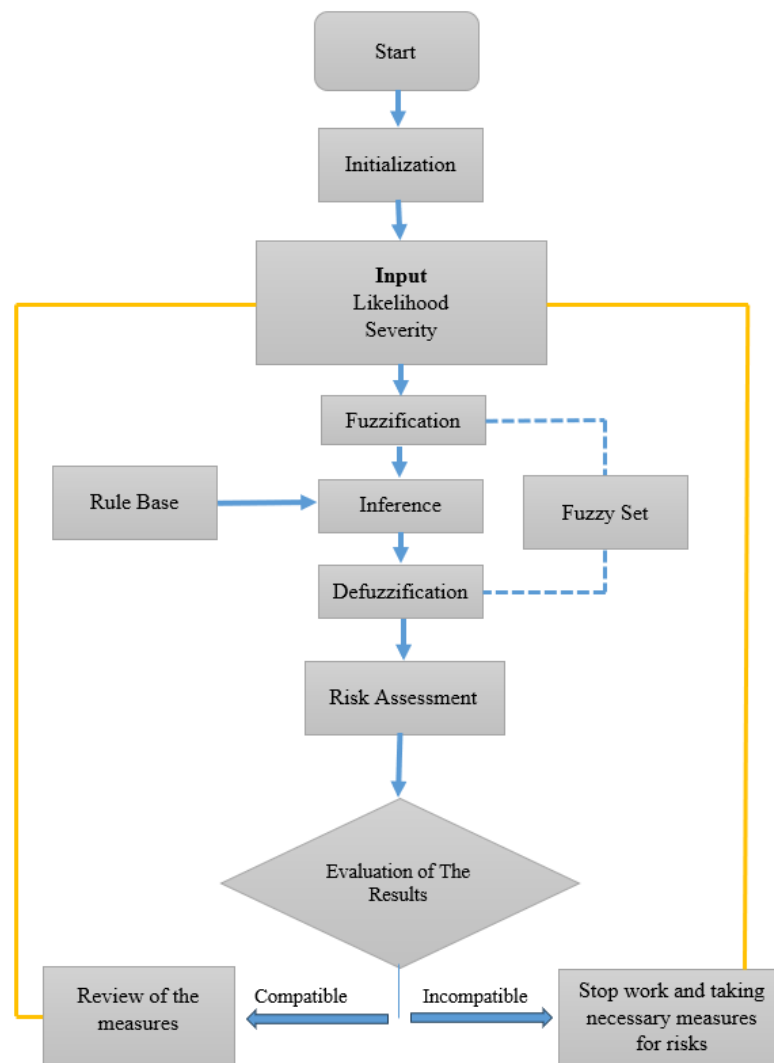 Start
Initialization
Input
Likelihood
Severity
Fuzzification
Rule Base
Inference
Fuzzy Set
Defuzzification
Risk Assessment
Evaluation of The
Results
Review of the
measures
Compatible
Incompatible
Stop work and taking
necessary measures
for risks